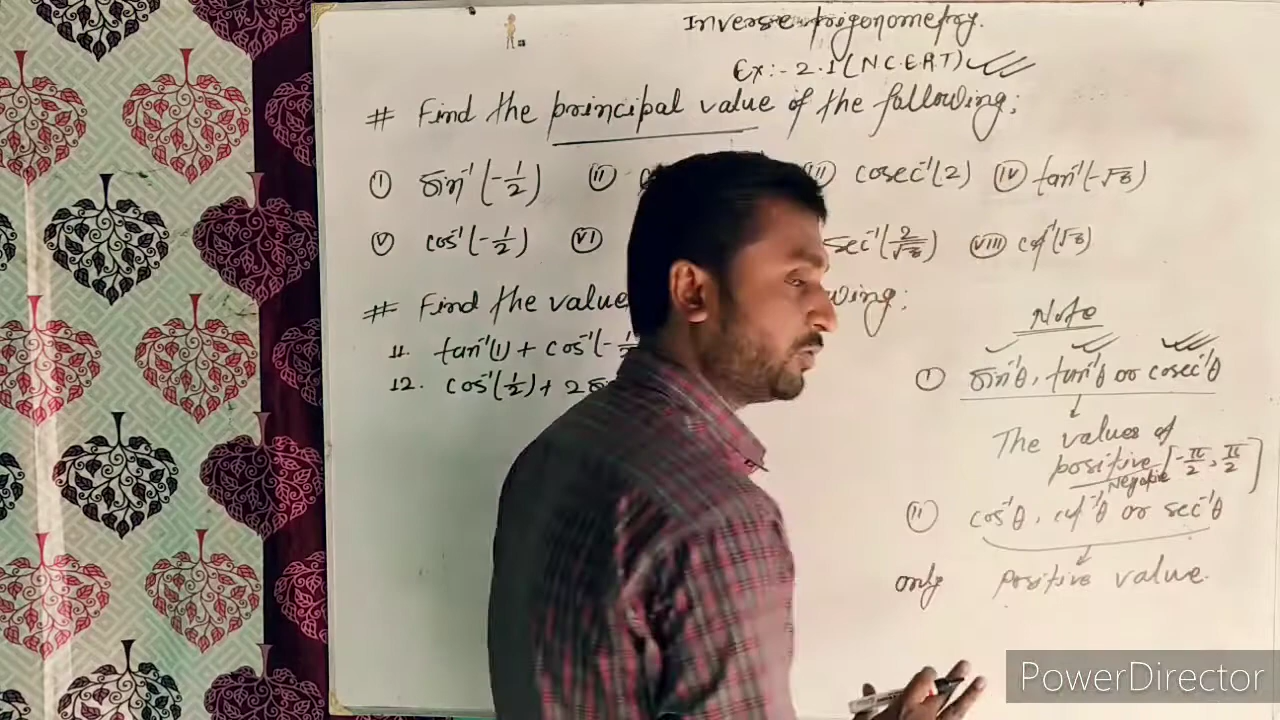 Inverse trigonometry.
Ex:- 2.1 (N.C.E.R.T)
# Find the principal value of the following;
(i) sin⁻¹(-1/2) (ii) (iii) cosec⁻¹(2) (iv) tan⁻¹(-√3)
(v) cos⁻¹(-1/2) (vi) sec⁻¹(2/√3) (viii) cot⁻¹(√3)
# Find the value
11. tan⁻¹(1) + cos⁻¹(-1/2
12. cos⁻¹(1/2) + 2
Note
(i) sin⁻¹θ, tan⁻¹θ or cosec⁻¹θ
The values of
positive [-π/2, π/2]
Negative
(ii) cos⁻¹θ, cot⁻¹θ or sec⁻¹θ
only positive value.
PowerDirector